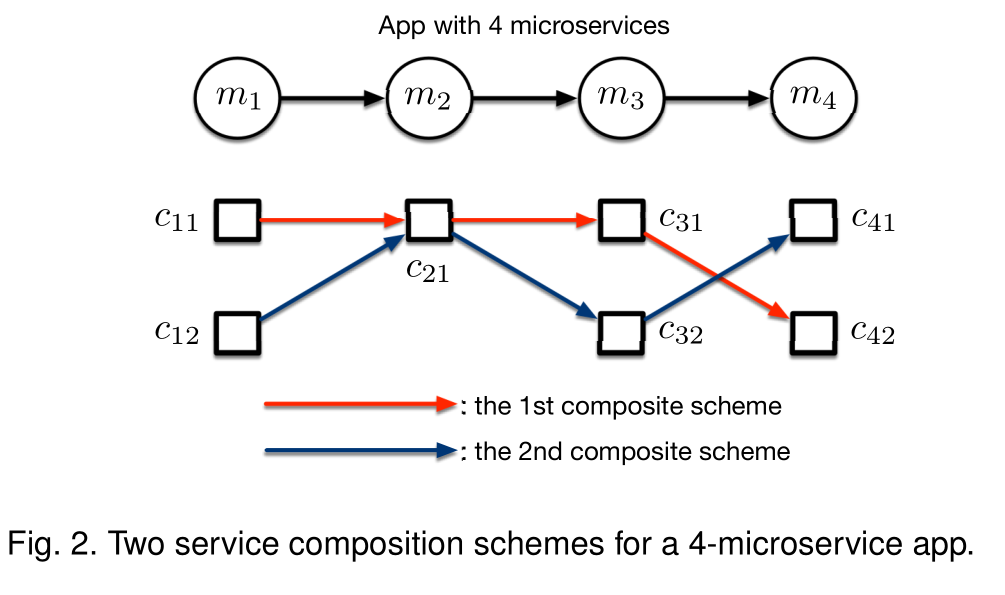 App with 4 microservices
m1 m2 m3 m4
c11 c31 c41
c21
c12 c32 c42
: the 1st composite scheme
: the 2nd composite scheme
Fig. 2. Two service composition schemes for a 4-microservice app.